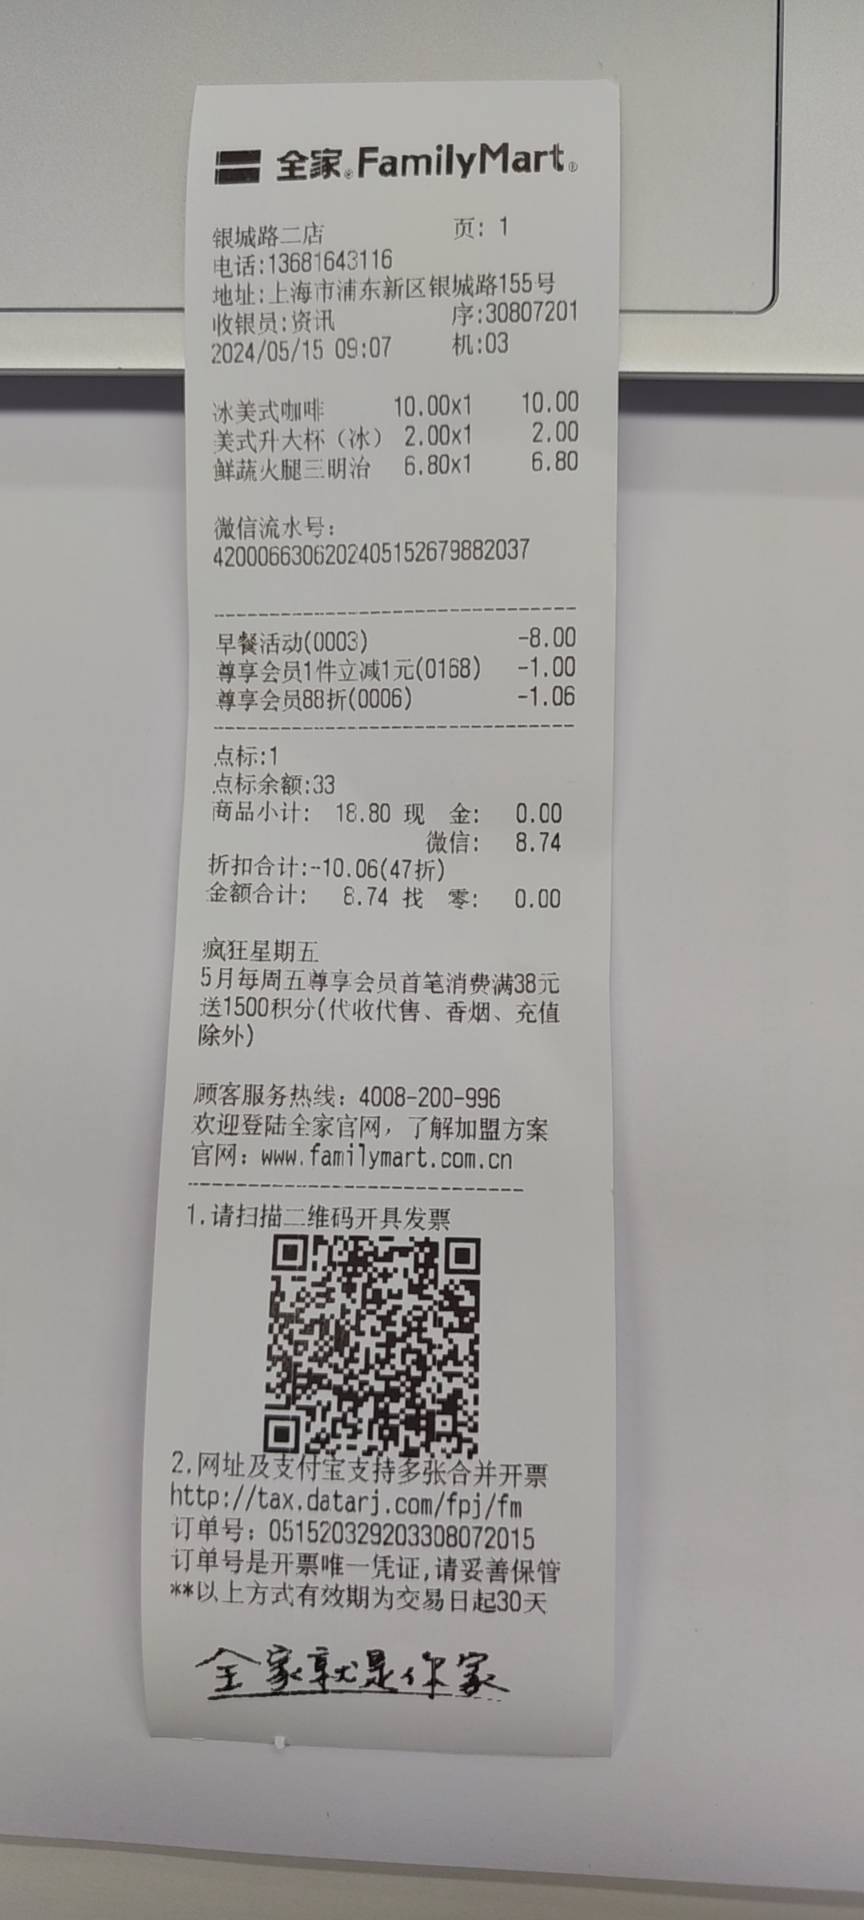 全家 FamilyMart
银城路二店 页: 1
电话:13681643116
地址:上海市浦东新区银城路155号
收银员:资讯 序:30807201
2024/05/15 09:07 机:03
冰美式咖啡 10.00x1 10.00
美式升大杯（冰） 2.00x1 2.00
鲜蔬火腿三明治 6.80x1 6.80
微信流水号：
4200066306202405152679882037
早餐活动(0003) -8.00
尊享会员1件立减1元(0168) -1.00
尊享会员88折(0006) -1.06
点标:1
点标余额:33
商品小计: 18.80 现 金: 0.00
微信: 8.74
折扣合计:-10.06(47折)
金额合计: 8.74 找 零: 0.00
疯狂星期五
5月每周五尊享会员首笔消费满38元
送1500积分(代收代售、香烟、充值
除外)
顾客服务热线：4008-200-996
欢迎登陆全家官网，了解加盟方案
官网：www.familymart.com.cn
1.请扫描二维码开具发票
2.网址及支付宝支持多张合并开票
http://tax.datarj.com/fpj/fm
订单号：051520329203308072015
订单号是开票唯一凭证,请妥善保管
**以上方式有效期为交易日起30天
全家就是你家